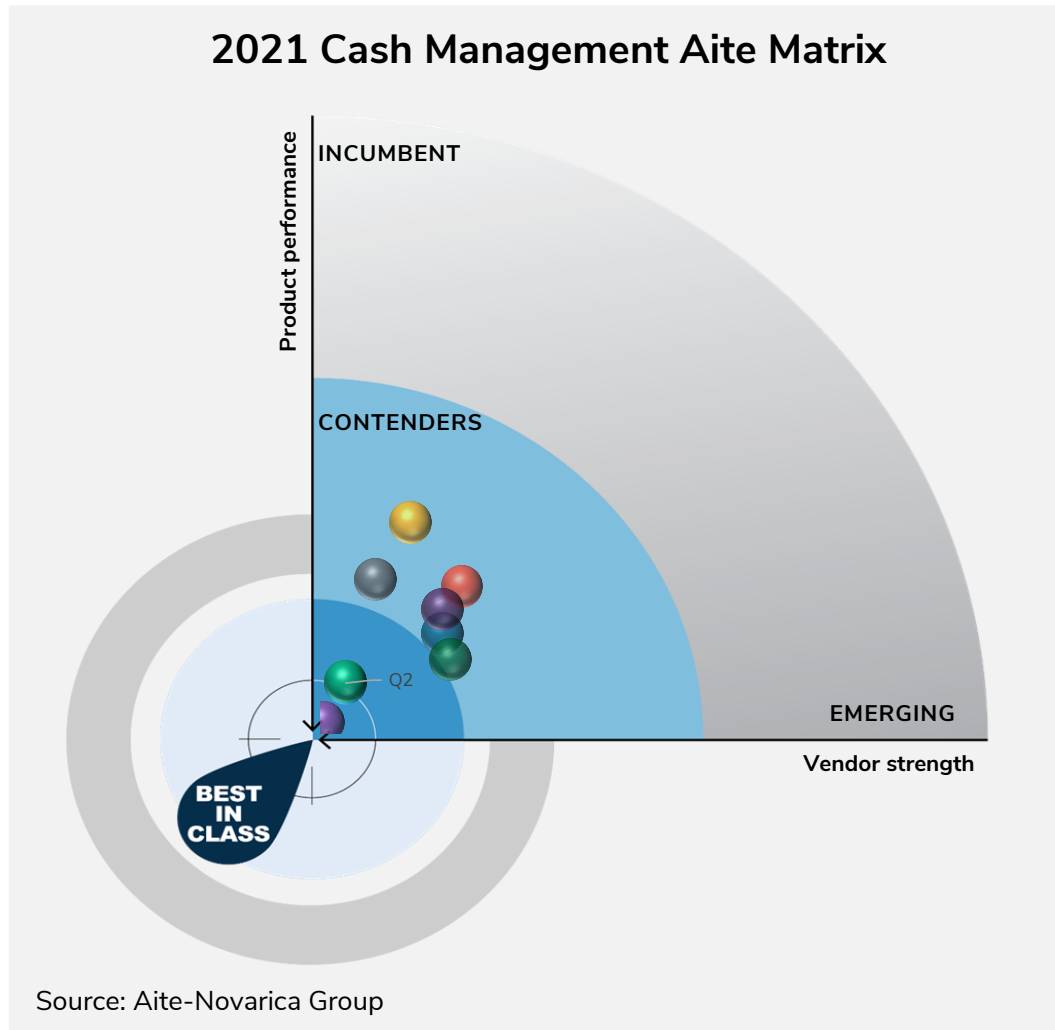 2021 Cash Management Aite Matrix
Product performance
INCUMBENT
CONTENDERS
Q2
EMERGING
Vendor strength
BEST
IN
CLASS
Source: Aite-Novarica Group